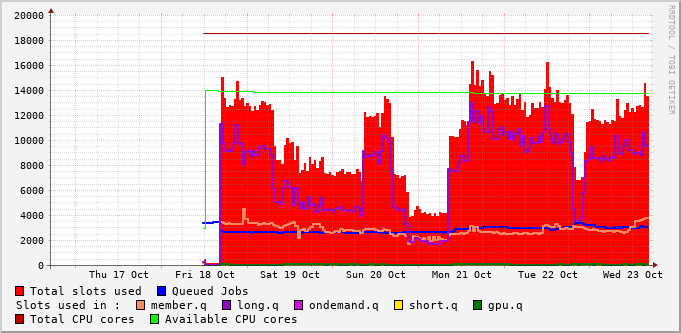 20000
18000
16000
14000
12000
10000
8000
6000
4000
2000
0
Thu 17 Oct Fri 18 Oct Sat 19 Oct Sun 20 Oct Mon 21 Oct Tue 22 Oct Wed 23 Oct
RRDTOOL / TOBI OETIKER
Total slots used Queued Jobs
Slots used in : member.q long.q ondemand.q short.q gpu.q
Total CPU cores Available CPU cores